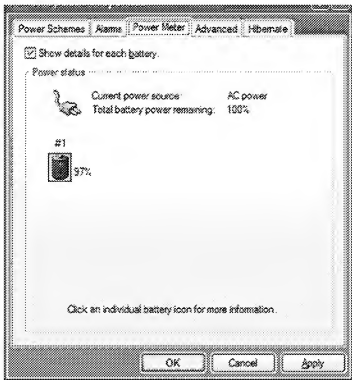 Power Schemes Alarms Power Meter Advanced Hibernate
Show details for each battery.
Power status
Current power source: AC power
Total battery power remaining: 100%
#1
97%
Click an individual battery icon for more information.
OK Cancel Apply